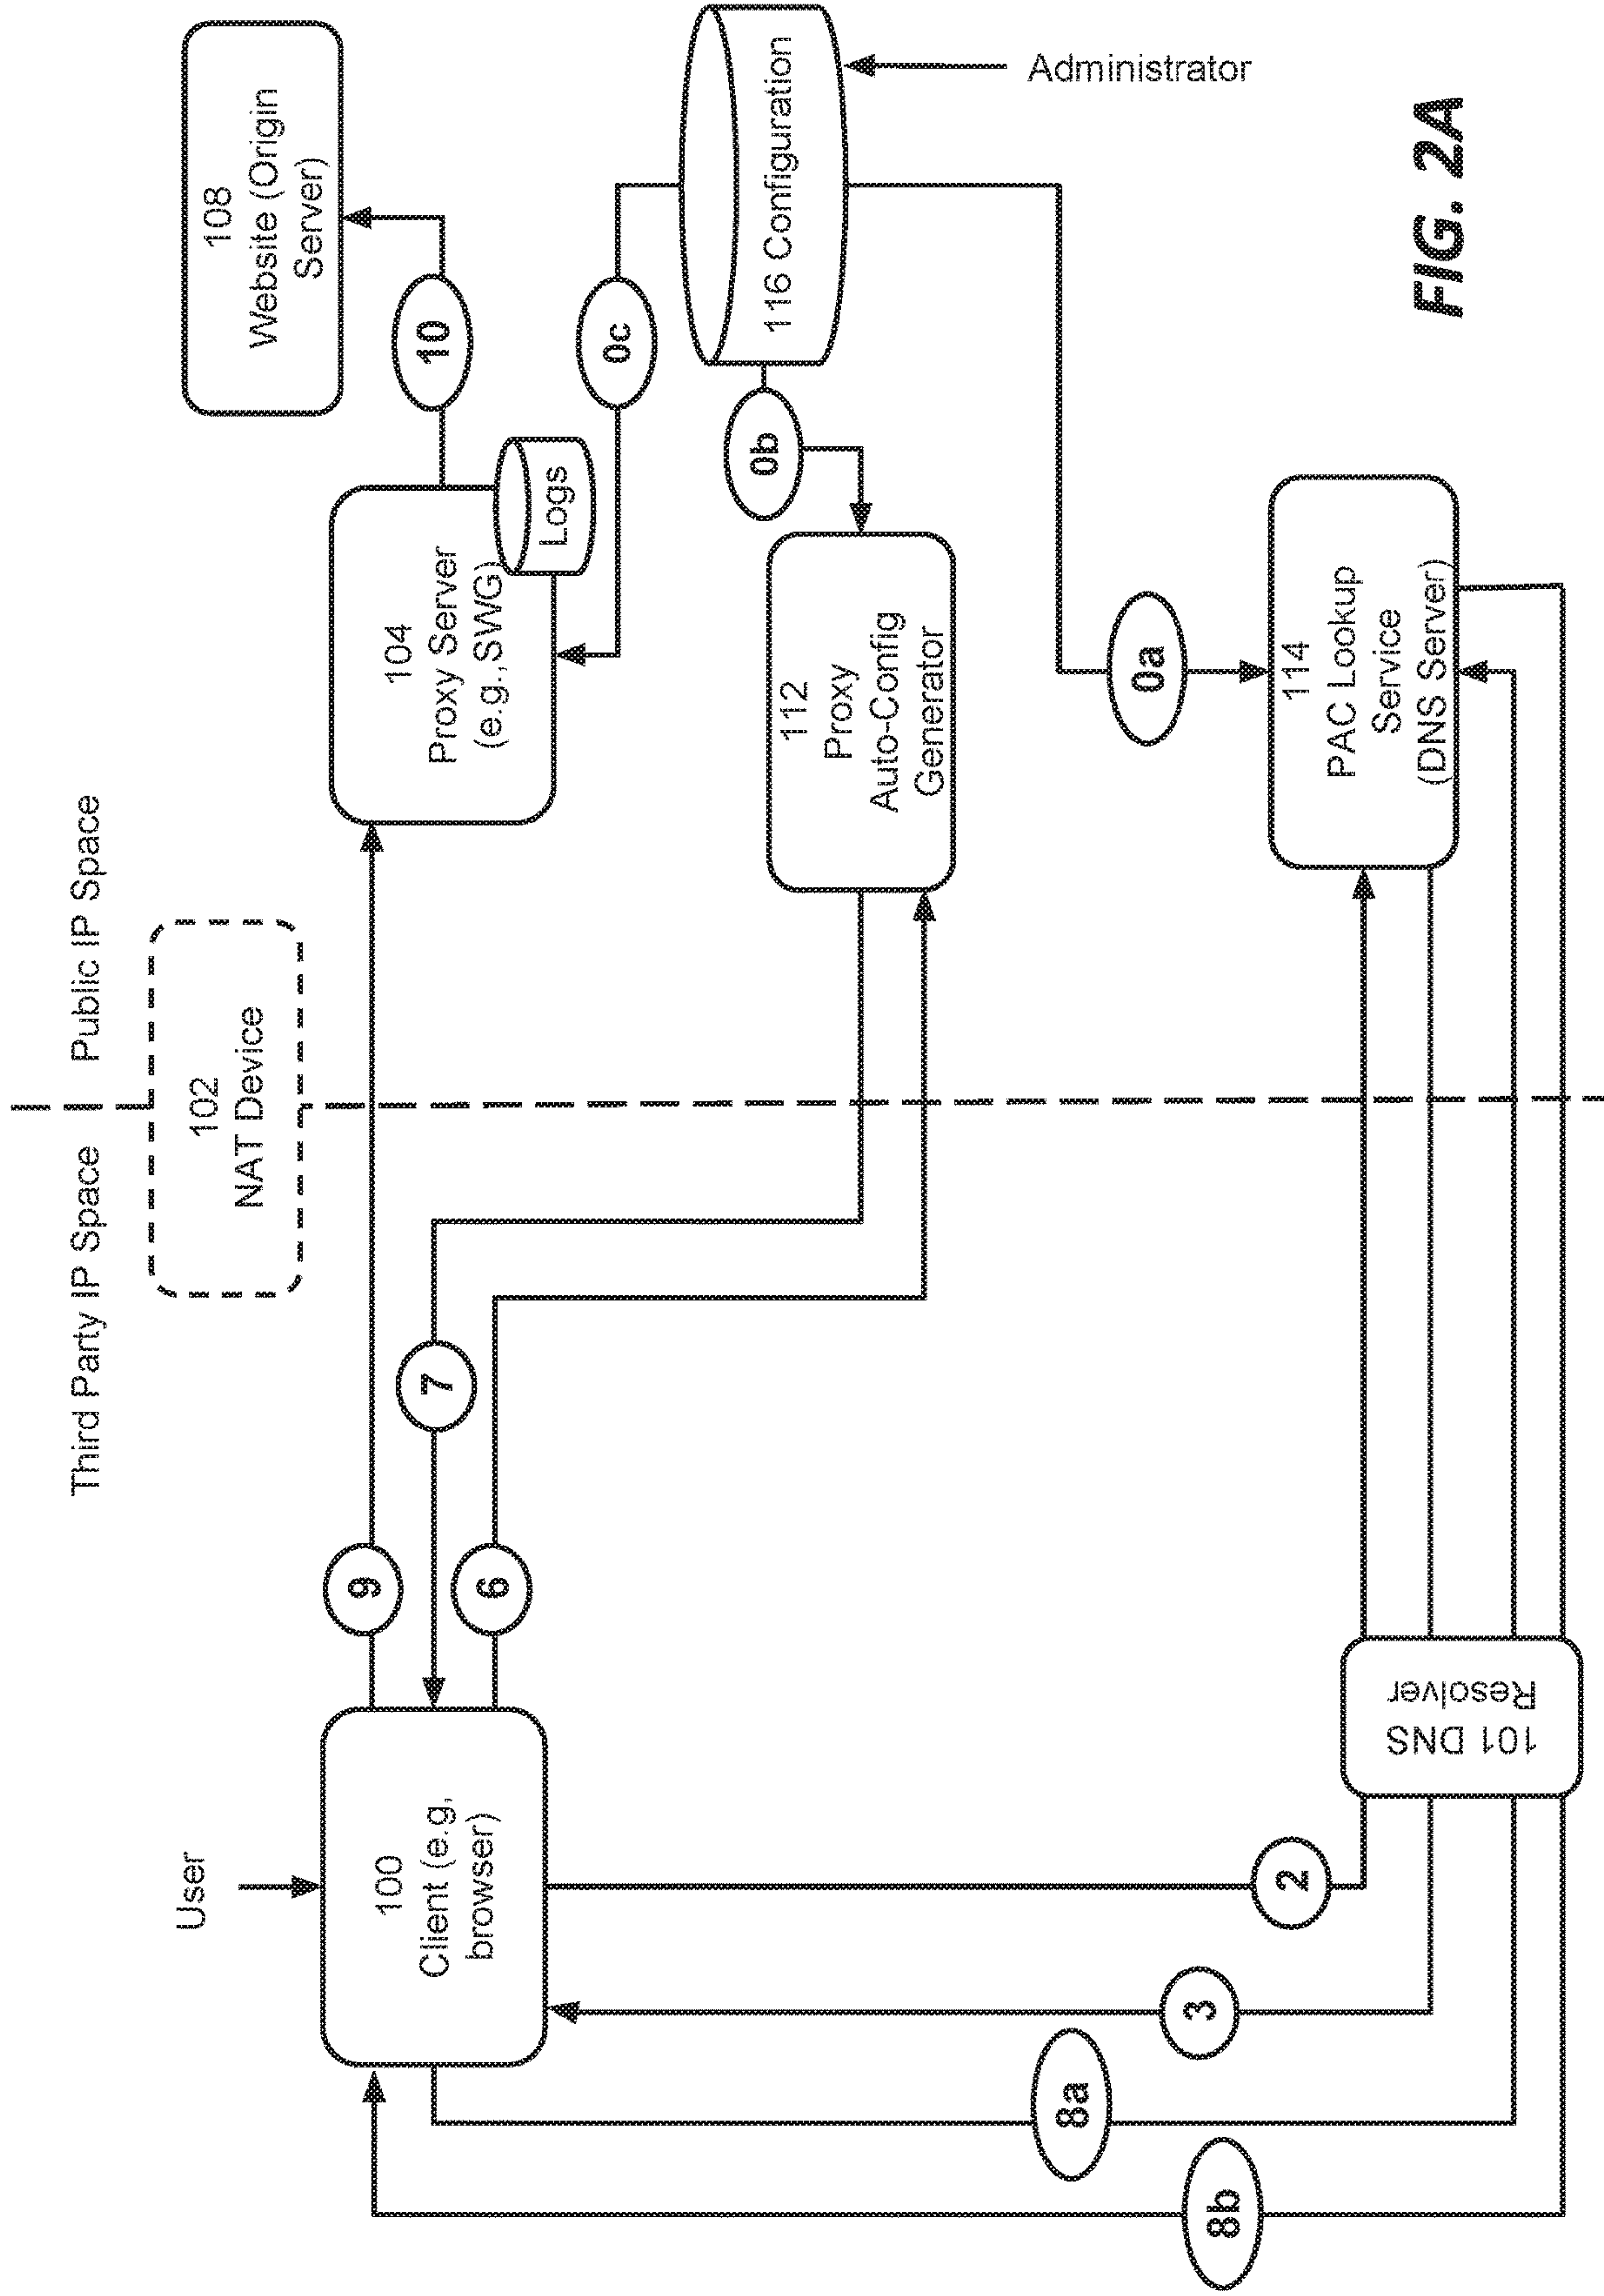 Third Party IP Space
Public IP Space
102
NAT Device
User
100
Client (e.g,
browser)
9
7
6
104
Proxy Server
(e.g.,SWG)
Logs
10
108
Website (Origin
Server)
0c
0b
116 Configuration
Administrator
112
Proxy
Auto-Config
Generator
0a
114
PAC Lookup
Service
(DNS Server)
2
3
8a
8b
101 DNS
Resolver
FIG. 2A